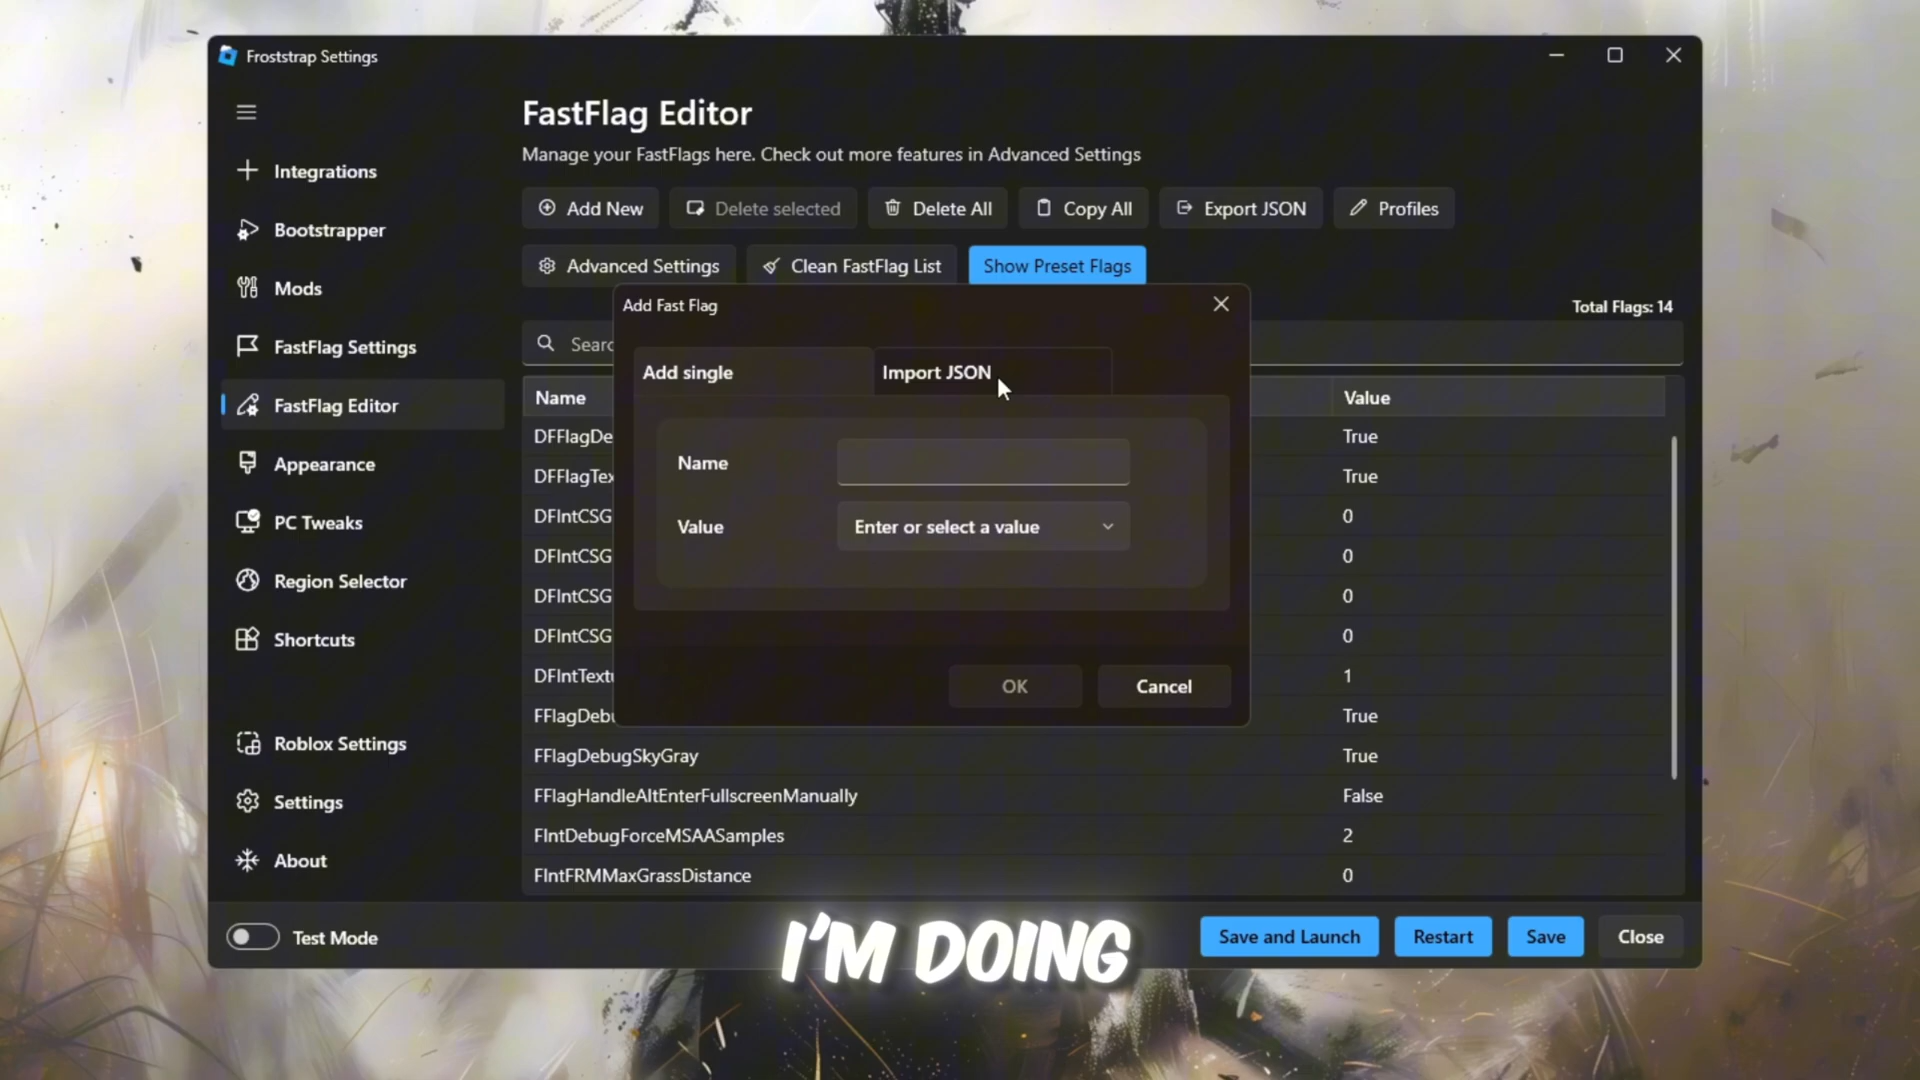 Froststrap Settings
FastFlag Editor
Manage your FastFlags here. Check out more features in Advanced Settings
Integrations
Bootstrapper
Mods
FastFlag Settings
FastFlag Editor
Appearance
PC Tweaks
Region Selector
Shortcuts
Roblox Settings
Settings
About
Test Mode
Add New
Delete selected
Delete All
Copy All
Export JSON
Profiles
Advanced Settings
Clean FastFlag List
Show Preset Flags
Total Flags: 14
Searc
Name
Value
DFFlagDe
True
DFFlagTex
True
DFIntCSG
0
DFIntCSG
0
DFIntCSG
0
DFIntCSG
0
DFIntText
1
FFlagDeb
True
FFlagDebugSkyGray
True
FFlagHandleAltEnterFullscreenManually
False
FIntDebugForceMSAASamples
2
FIntFRMMaxGrassDistance
0
Add Fast Flag
Add single
Import JSON
Name
Value
Enter or select a value
OK
Cancel
I'M DOING
Save and Launch
Restart
Save
Close